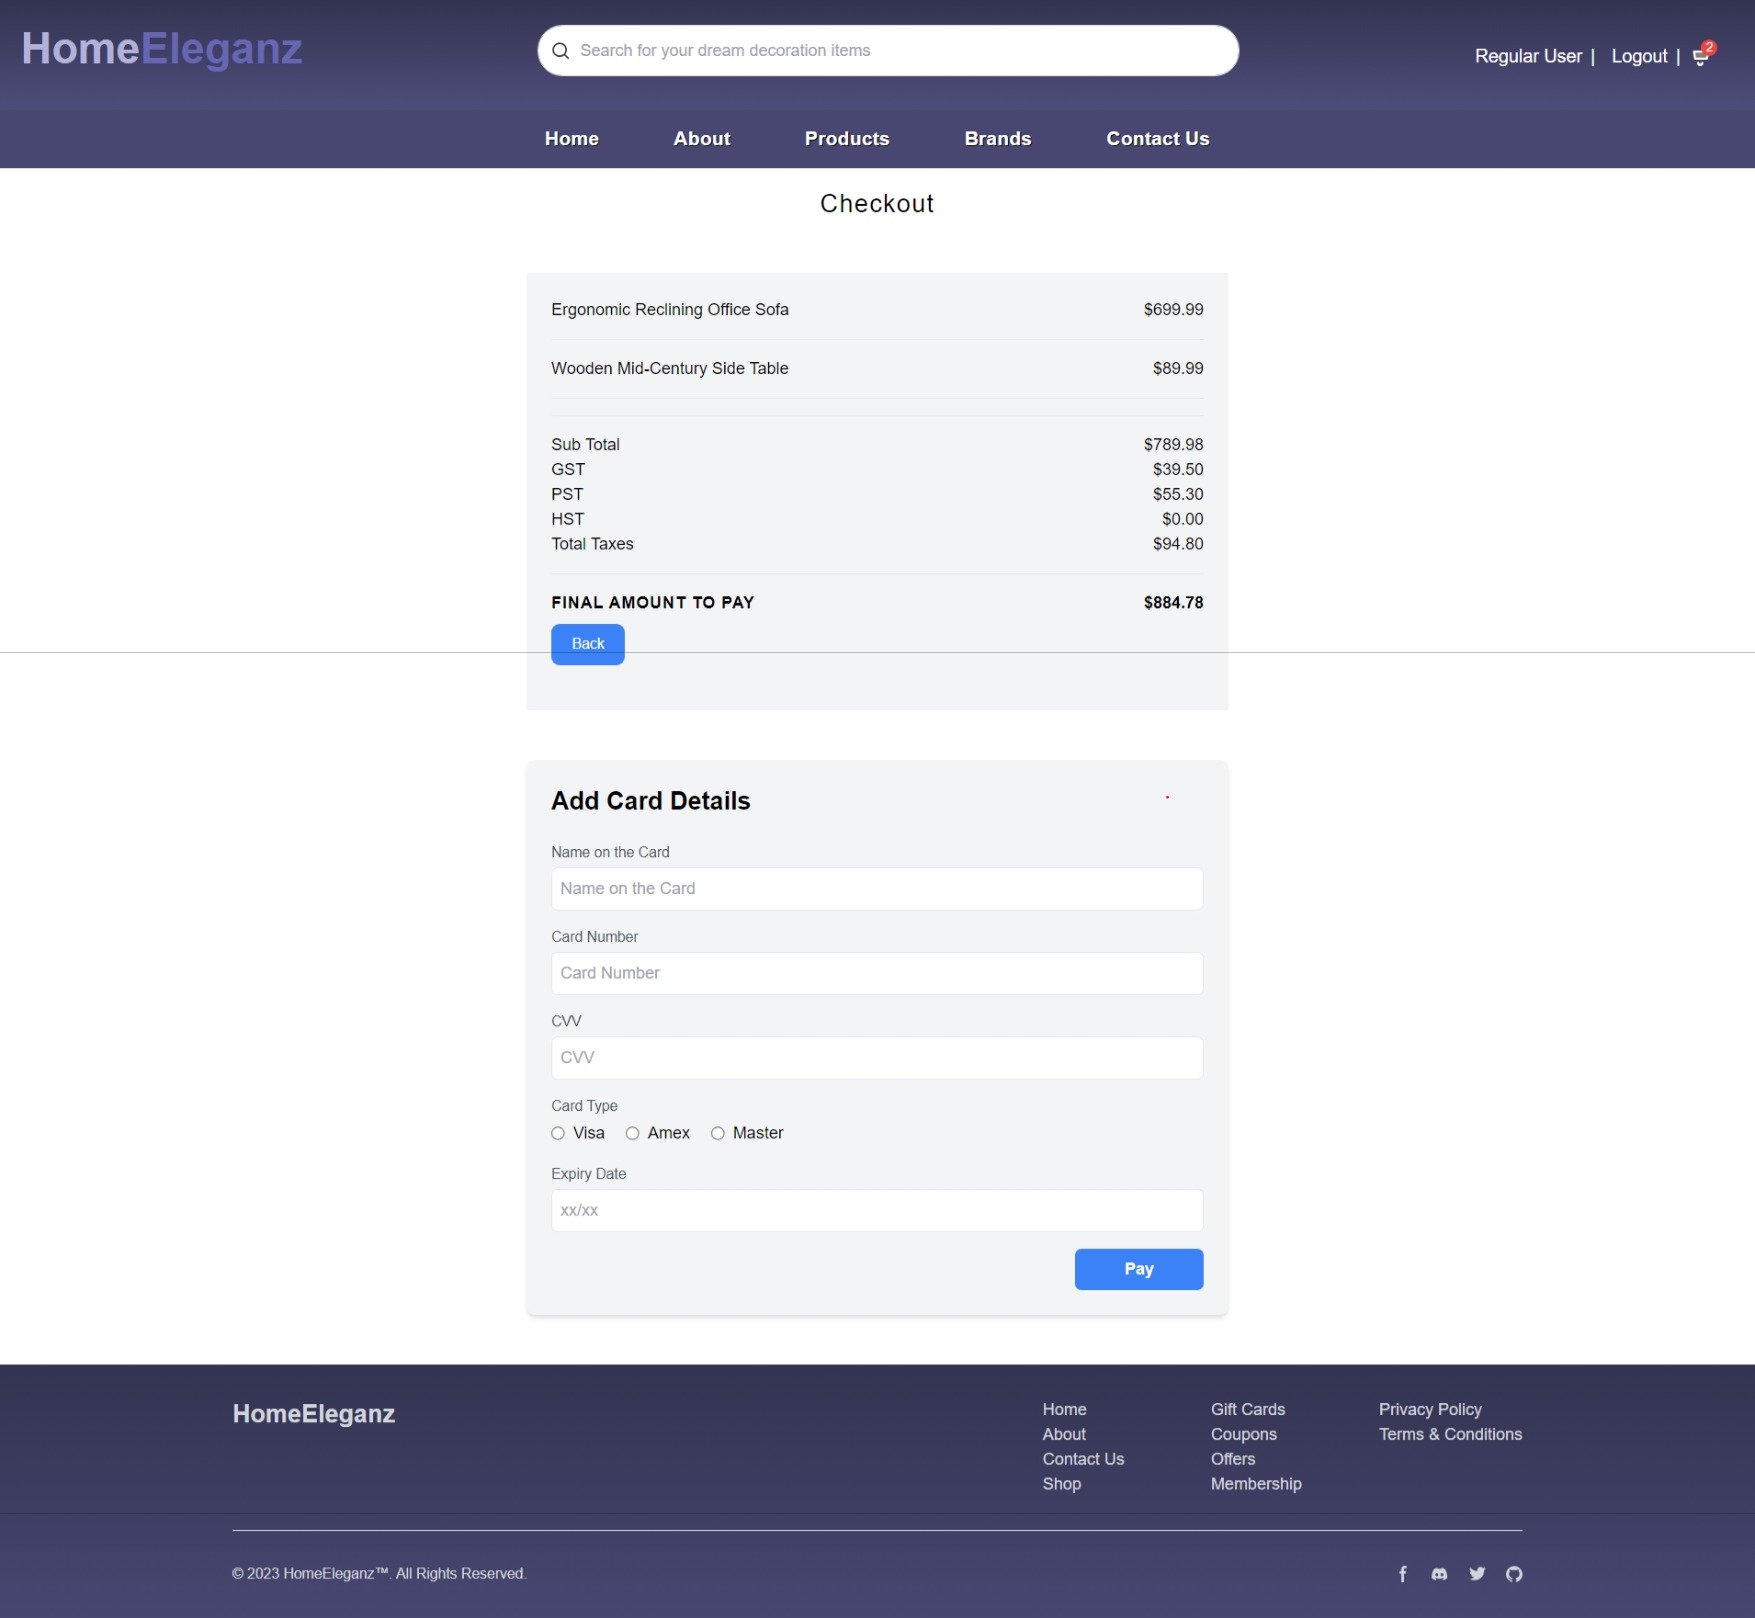 HomeEleganz
Search for your dream decoration items
Regular User | Logout | 2
Home About Products Brands Contact Us
Checkout
Ergonomic Reclining Office Sofa $699.99
Wooden Mid-Century Side Table $89.99
Sub Total $789.98
GST $39.50
PST $55.30
HST $0.00
Total Taxes $94.80
FINAL AMOUNT TO PAY $884.78
Back
Add Card Details
Name on the Card
Name on the Card
Card Number
Card Number
CVV
CVV
Card Type
Visa Amex Master
Expiry Date
xx/xx
Pay
HomeEleganz
Home
About
Contact Us
Shop
Gift Cards
Coupons
Offers
Membership
Privacy Policy
Terms & Conditions
© 2023 HomeEleganz™. All Rights Reserved.